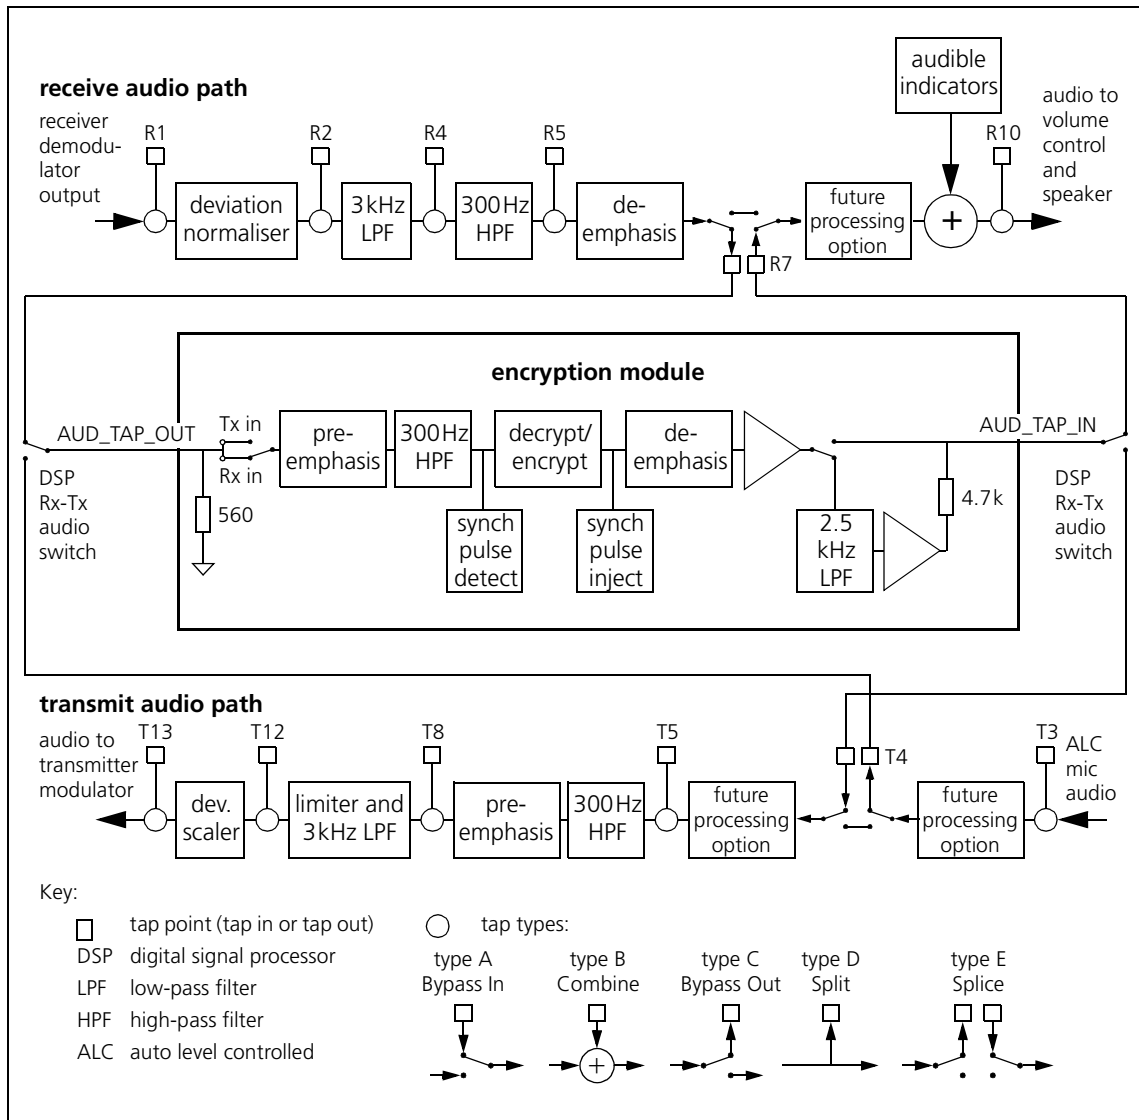 receive audio path
receiver
demodu-
lator
output
R1
R2
R4
R5
R7
R10
audible
indicators
audio to
volume
control
and
speaker
deviation
normaliser
3kHz
LPF
300Hz
HPF
de-
emphasis
future
processing
option
+
encryption module
AUD_TAP_OUT
Tx in
Rx in
560
DSP
Rx-Tx
audio
switch
pre-
emphasis
300Hz
HPF
decrypt/
encrypt
de-
emphasis
synch
pulse
detect
synch
pulse
inject
2.5
kHz
LPF
4.7k
AUD_TAP_IN
DSP
Rx-Tx
audio
switch
transmit audio path
audio to
transmitter
modulator
T13
T12
T8
T5
T4
T3
ALC
mic
audio
dev.
scaler
limiter and
3kHz LPF
pre-
emphasis
300Hz
HPF
future
processing
option
future
processing
option
Key:
tap point (tap in or tap out)
DSP digital signal processor
LPF low-pass filter
HPF high-pass filter
ALC auto level controlled
tap types:
type A
Bypass In
type B
Combine
+
type C
Bypass Out
type D
Split
type E
Splice